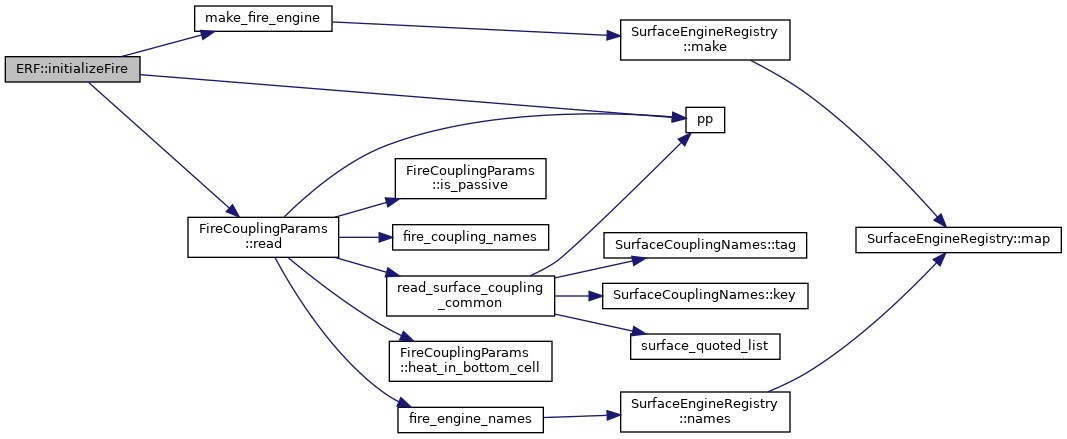 make_fire_engine
SurfaceEngineRegistry
::make
ERF::initializeFire
pp
FireCouplingParams
::is_passive
FireCouplingParams
::read
fire_coupling_names
SurfaceEngineRegistry::map
SurfaceCouplingNames::tag
read_surface_coupling
_common
SurfaceCouplingNames::key
surface_quoted_list
FireCouplingParams
::heat_in_bottom_cell
fire_engine_names
SurfaceEngineRegistry
::names